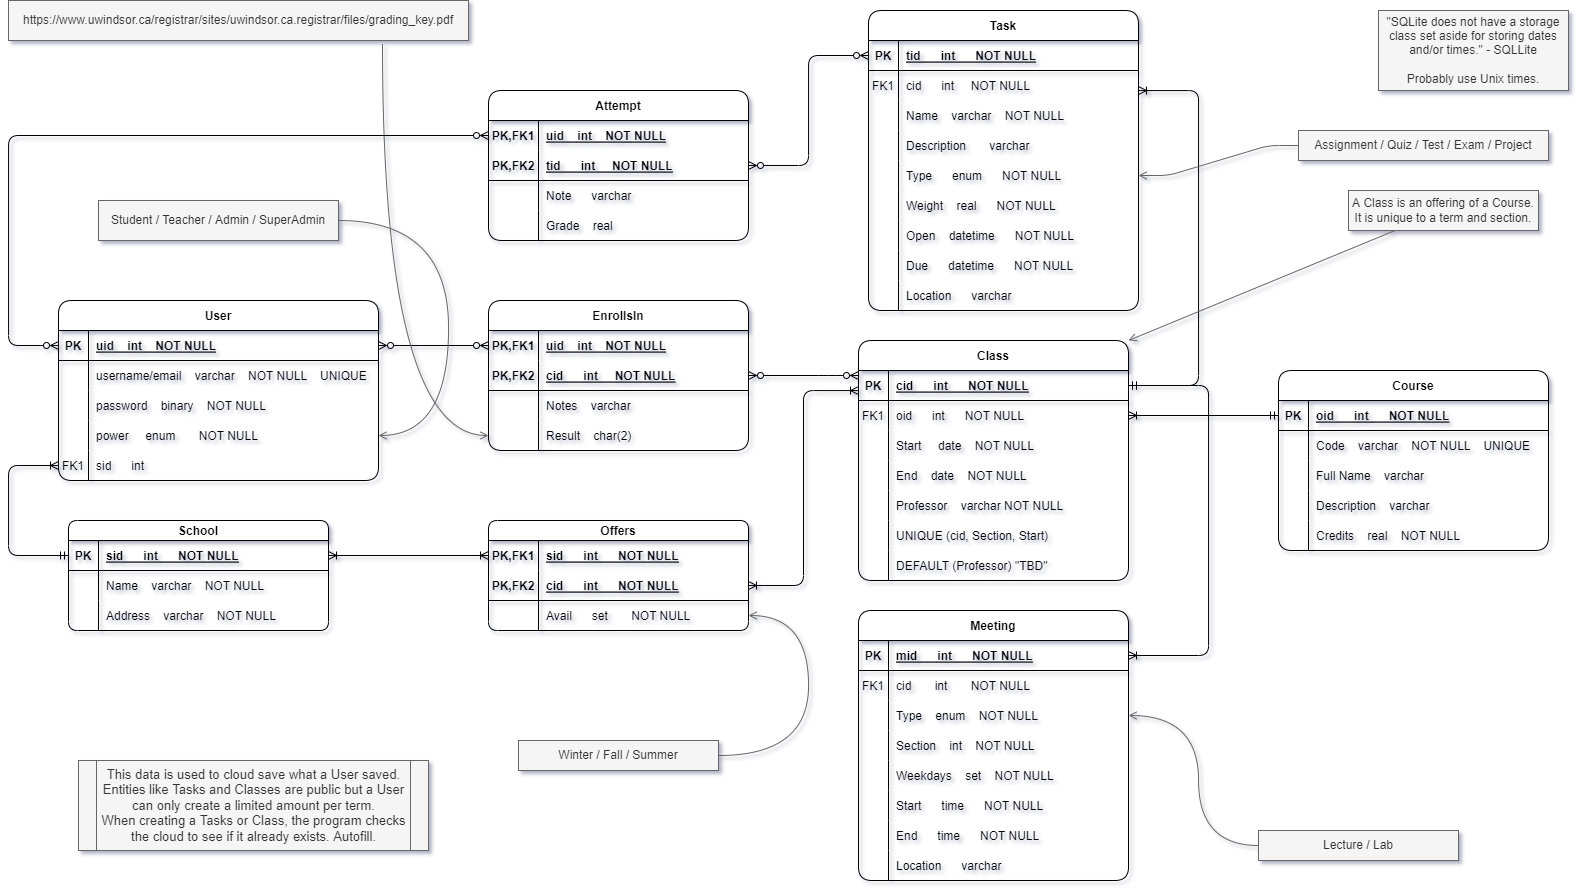 https://www.uwindsor.ca/registrar/sites/uwindsor.ca.registrar/files/grading_key.pdf
"SQLite does not have a storage
class set aside for storing dates
and/or times." - SQLLite
Probably use Unix times.
Task
PK tid int NOT NULL
FK1 cid int NOT NULL
Name varchar NOT NULL
Description varchar
Type enum NOT NULL
Weight real NOT NULL
Open datetime NOT NULL
Due datetime NOT NULL
Location varchar
Assignment / Quiz / Test / Exam / Project
A Class is an offering of a Course.
It is unique to a term and section.
Attempt
PK,FK1 uid int NOT NULL
PK,FK2 tid int NOT NULL
Note varchar
Grade real
Student / Teacher / Admin / SuperAdmin
User
PK uid int NOT NULL
username/email varchar NOT NULL UNIQUE
password binary NOT NULL
power enum NOT NULL
FK1 sid int
EnrollsIn
PK,FK1 uid int NOT NULL
PK,FK2 cid int NOT NULL
Notes varchar
Result char(2)
Class
PK cid int NOT NULL
FK1 oid int NOT NULL
Start date NOT NULL
End date NOT NULL
Professor varchar NOT NULL
UNIQUE (cid, Section, Start)
DEFAULT (Professor) "TBD"
Course
PK oid int NOT NULL
Code varchar NOT NULL UNIQUE
Full Name varchar
Description varchar
Credits real NOT NULL
School
PK sid int NOT NULL
Name varchar NOT NULL
Address varchar NOT NULL
Offers
PK,FK1 sid int NOT NULL
PK,FK2 cid int NOT NULL
Avail set NOT NULL
Meeting
PK mid int NOT NULL
FK1 cid int NOT NULL
Type enum NOT NULL
Section int NOT NULL
Weekdays set NOT NULL
Start time NOT NULL
End time NOT NULL
Location varchar
Winter / Fall / Summer
This data is used to cloud save what a User saved.
Entities like Tasks and Classes are public but a User
can only create a limited amount per term.
When creating a Tasks or Class, the program checks
the cloud to see if it already exists. Autofill.
Lecture / Lab